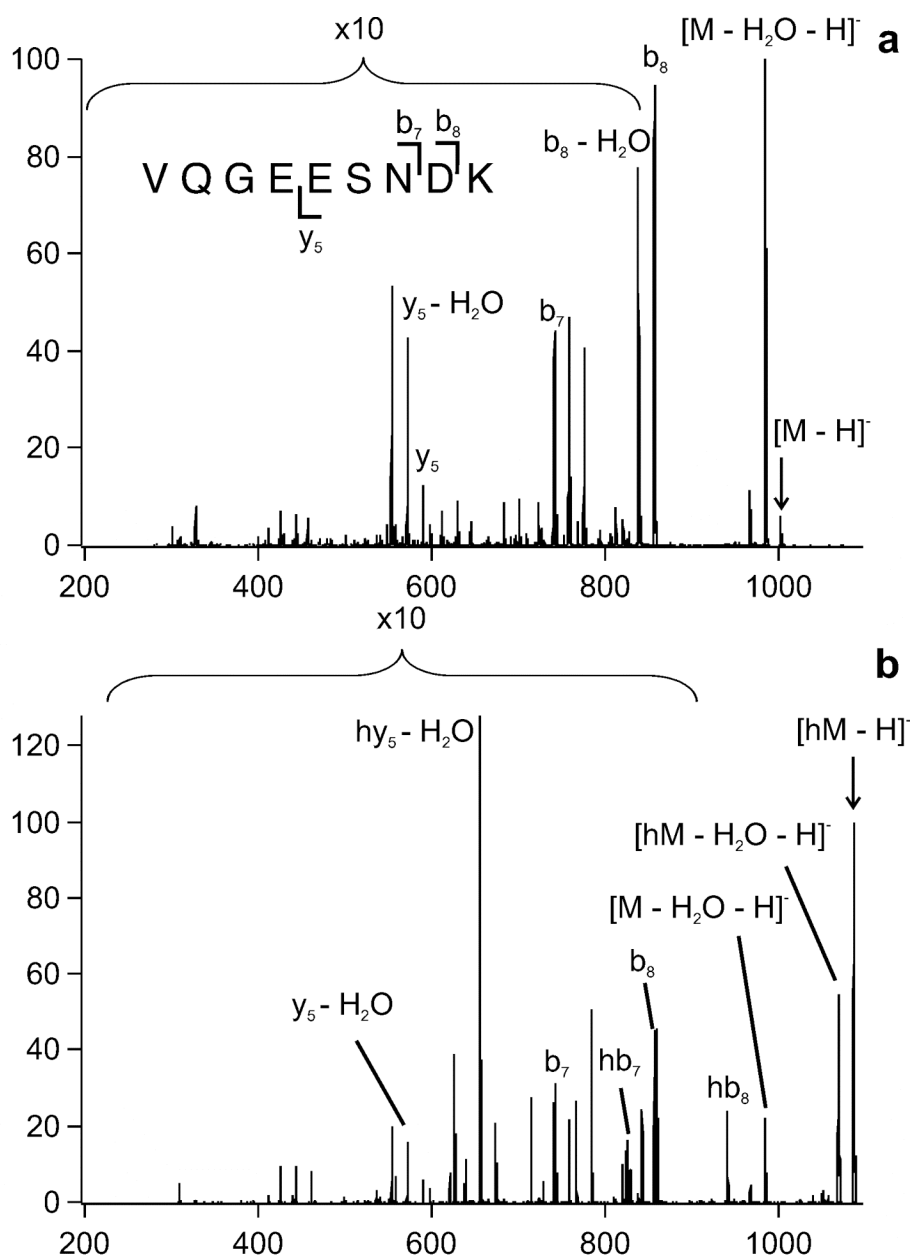 x10
[M - H₂O - H]⁻
a
b₈
100
b₇ b₈
b₈ - H₂O
80
V Q G E E S N D K
y₅
60
y₅ - H₂O
b₇
40
[M - H]⁻
20
y₅
0
200 400 600 800 1000
x10
b
hy₅ - H₂O
[hM - H]⁻
120
[hM - H₂O - H]⁻
100
[M - H₂O - H]⁻
80
b₈
60
y₅ - H₂O
b₇
hb₇
hb₈
40
20
0
200 400 600 800 1000